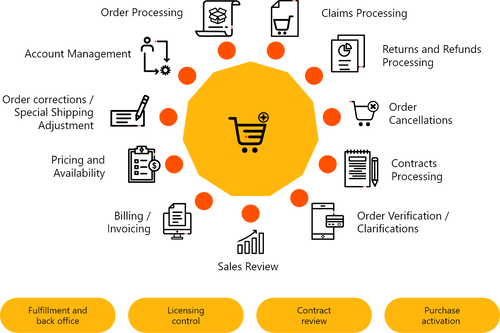 Order Processing
Claims Processing
Account Management
Returns and Refunds
Processing
Order corrections /
Special Shipping
Adjustment
Order
Cancellations
Pricing and
Availability
Contracts
Processing
Billing /
Invoicing
Order Verification /
Clarifications
Sales Review
Fulfillment and
back office
Licensing
control
Contract
review
Purchase
activation